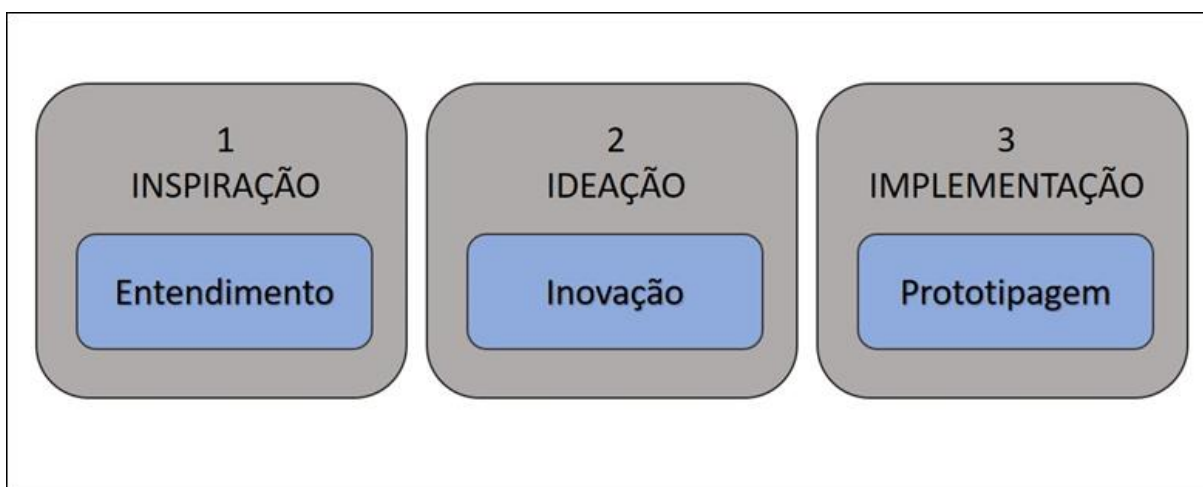 1
INSPIRAÇÃO
Entendimento
2
IDEAÇÃO
Inovação
3
IMPLEMENTAÇÃO
Prototipagem